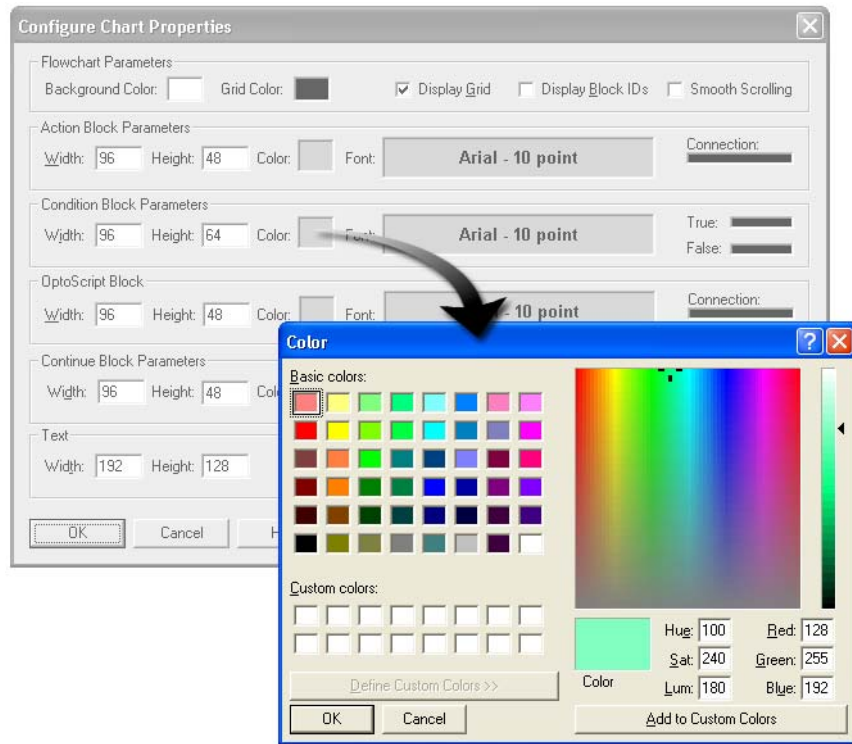 Configure Chart Properties
Flowchart Parameters
Background Color: Grid Color: Display Grid Display Block IDs Smooth Scrolling
Action Block Parameters
Width: 96 Height: 48 Color: Font: Arial - 10 point Connection:
Condition Block Parameters
Width: 96 Height: 64 Color: Font: Arial - 10 point True:
False:
OptoScript Block
Width: 96 Height: 48 Color: Font: - 10 point Connection:
Continue Block Parameters
Width: 96 Height: 48
Text
Width: 192 Height: 128
OK Cancel
Color
Basic colors:
Custom colors:
Define Custom Colors >>
OK Cancel
Color
Hue: 100 Red: 128
Sat: 240 Green: 255
Lum: 180 Blue: 192
Add to Custom Colors